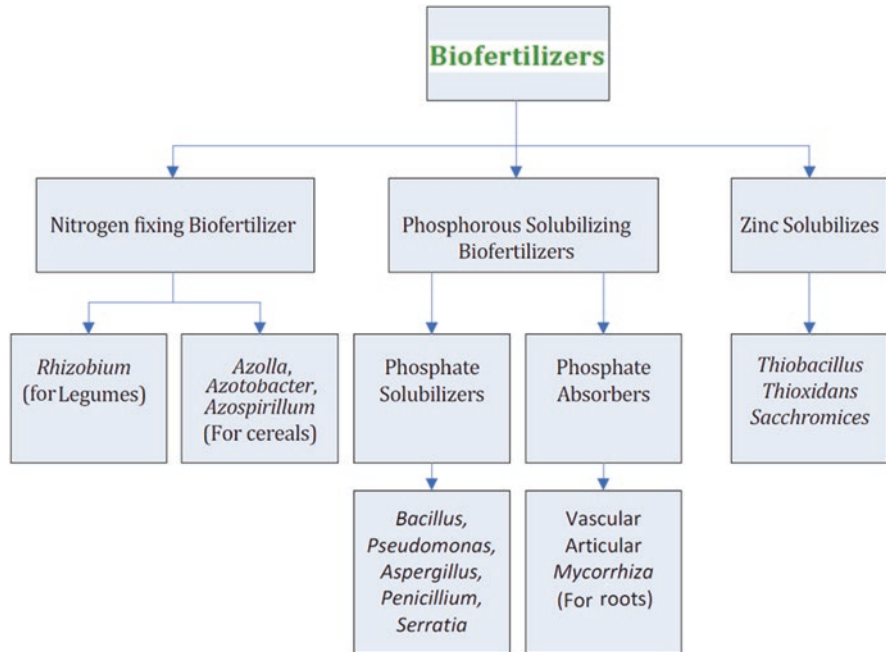 Biofertilizers
Nitrogen fixing Biofertilizer
Phosphorous Solubilizing
Biofertilizers
Zinc Solubilizes
Rhizobium
(for Legumes)
Azolla,
Azotobacter,
Azospirillum
(For cereals)
Phosphate
Solubilizers
Phosphate
Absorbers
Thiobacillus
Thioxidans
Sacchromices
Bacillus,
Pseudomonas,
Aspergillus,
Penicillium,
Serratia
Vascular
Articular
Mycorrhiza
(For roots)